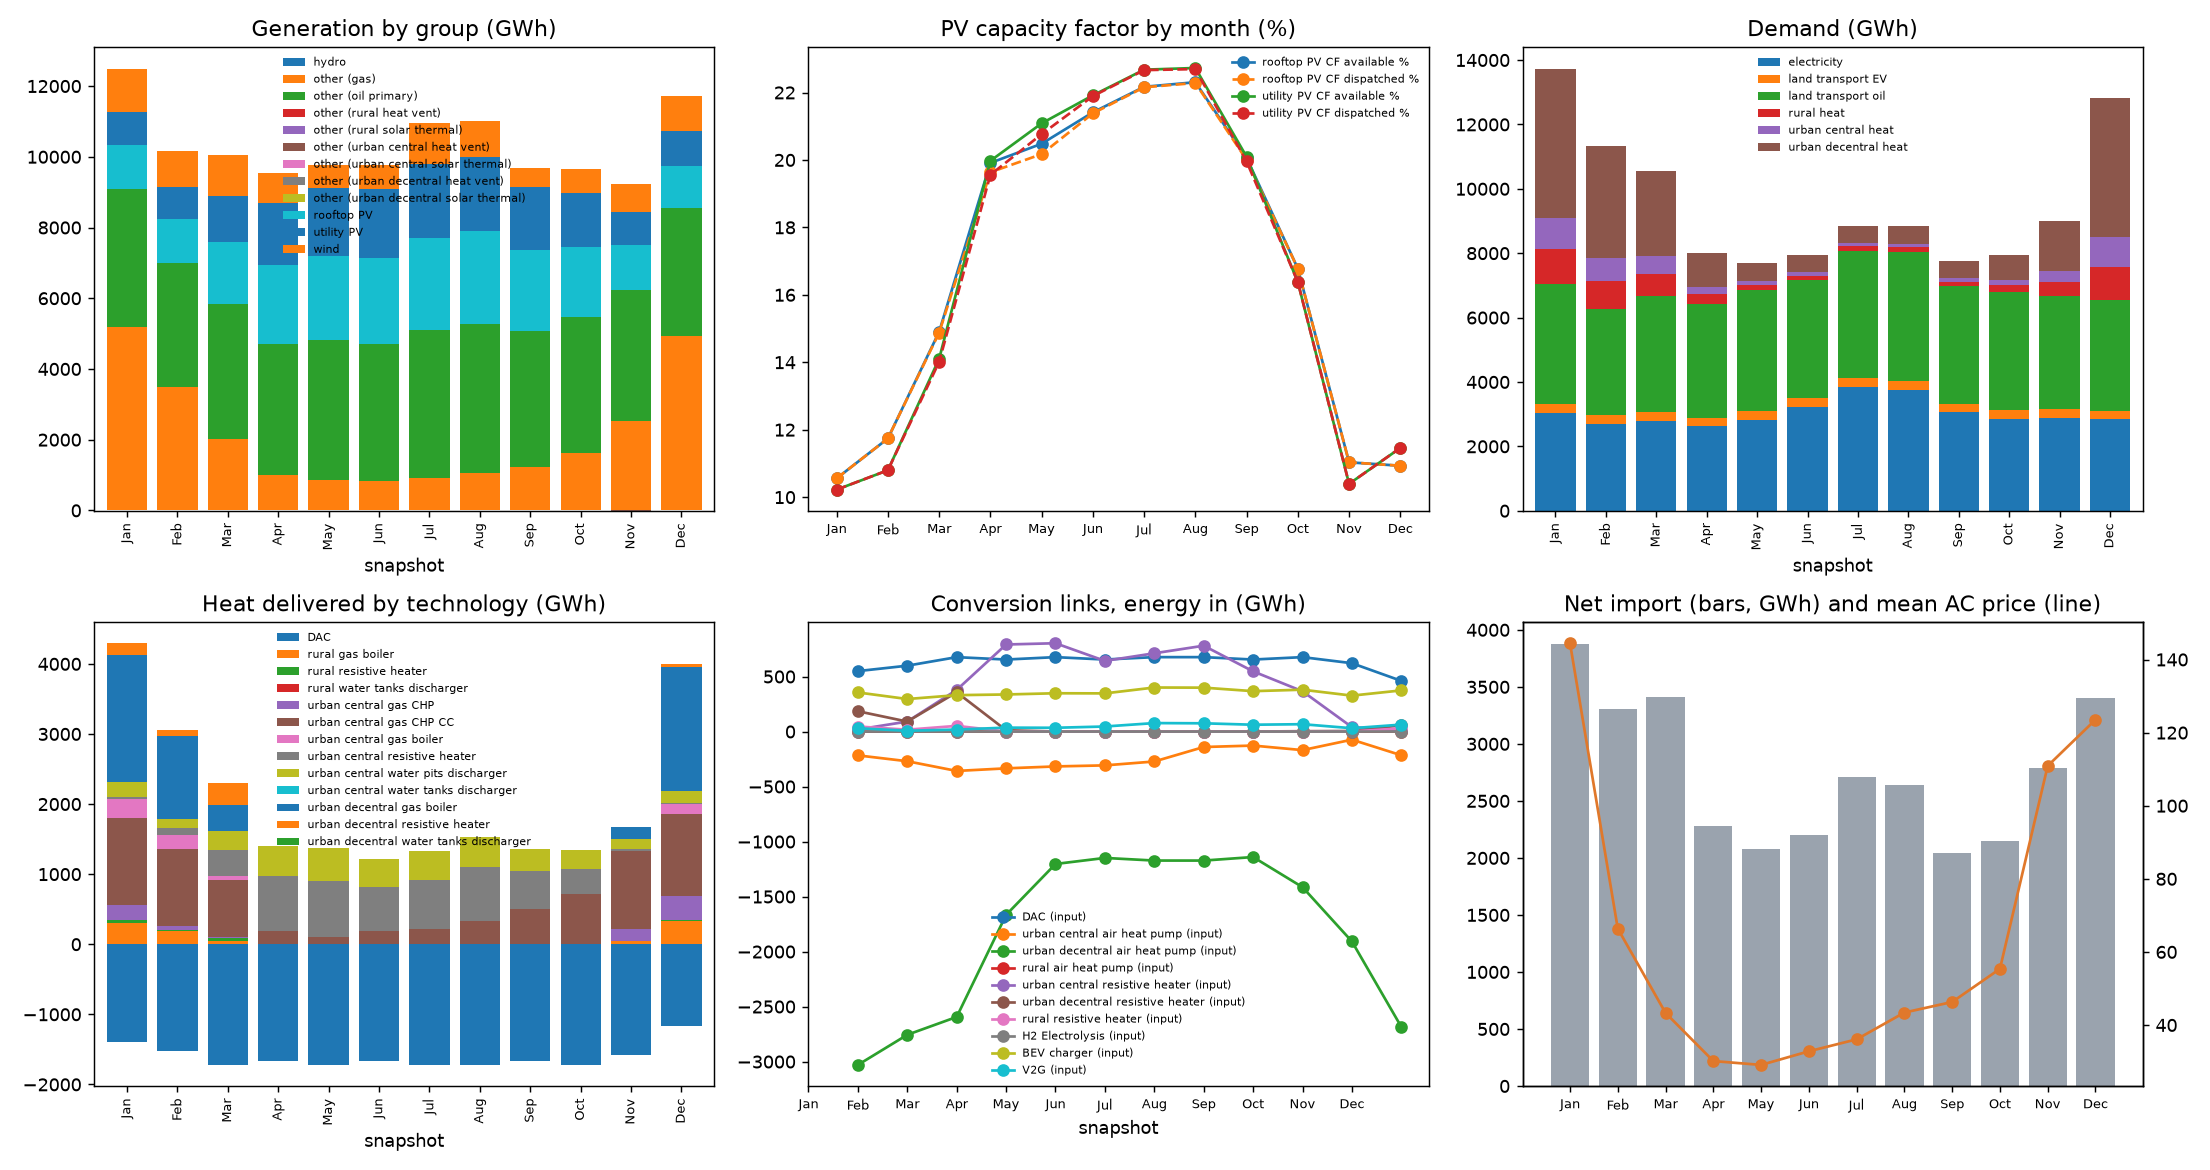 Generation by group (GWh)
hydro
other (gas)
other (oil primary)
other (rural heat vent)
other (rural solar thermal)
other (urban central heat vent)
other (urban central solar thermal)
other (urban decentral heat vent)
other (urban decentral solar thermal)
rooftop PV
utility PV
wind
12000
10000
8000
6000
4000
2000
0
Jan Feb Mar Apr May Jun Jul Aug Sep Oct Nov Dec
snapshot
PV capacity factor by month (%)
rooftop PV CF available %
rooftop PV CF dispatched %
utility PV CF available %
utility PV CF dispatched %
22
20
18
16
14
12
10
Jan Feb Mar Apr May Jun Jul Aug Sep Oct Nov Dec
Demand (GWh)
electricity
land transport EV
land transport oil
rural heat
urban central heat
urban decentral heat
14000
12000
10000
8000
6000
4000
2000
0
Jan Feb Mar Apr May Jun Jul Aug Sep Oct Nov Dec
snapshot
Heat delivered by technology (GWh)
DAC
rural gas boiler
rural resistive heater
rural water tanks discharger
urban central gas CHP
urban central gas CHP CC
urban central gas boiler
urban central resistive heater
urban central water pits discharger
urban central water tanks discharger
urban decentral gas boiler
urban decentral resistive heater
urban decentral water tanks discharger
4000
3000
2000
1000
0
−1000
−2000
Jan Feb Mar Apr May Jun Jul Aug Sep Oct Nov Dec
snapshot
Conversion links, energy in (GWh)
500
0
−500
−1000
−1500
−2000
−2500
−3000
DAC (input)
urban central air heat pump (input)
urban decentral air heat pump (input)
rural air heat pump (input)
urban central resistive heater (input)
urban decentral resistive heater (input)
rural resistive heater (input)
H2 Electrolysis (input)
BEV charger (input)
V2G (input)
Jan Feb Mar Apr May Jun Jul Aug Sep Oct Nov Dec
snapshot
Net import (bars, GWh) and mean AC price (line)
4000
3500
3000
2500
2000
1500
1000
500
0
140
120
100
80
60
40
Jan Feb Mar Apr May Jun Jul Aug Sep Oct Nov Dec